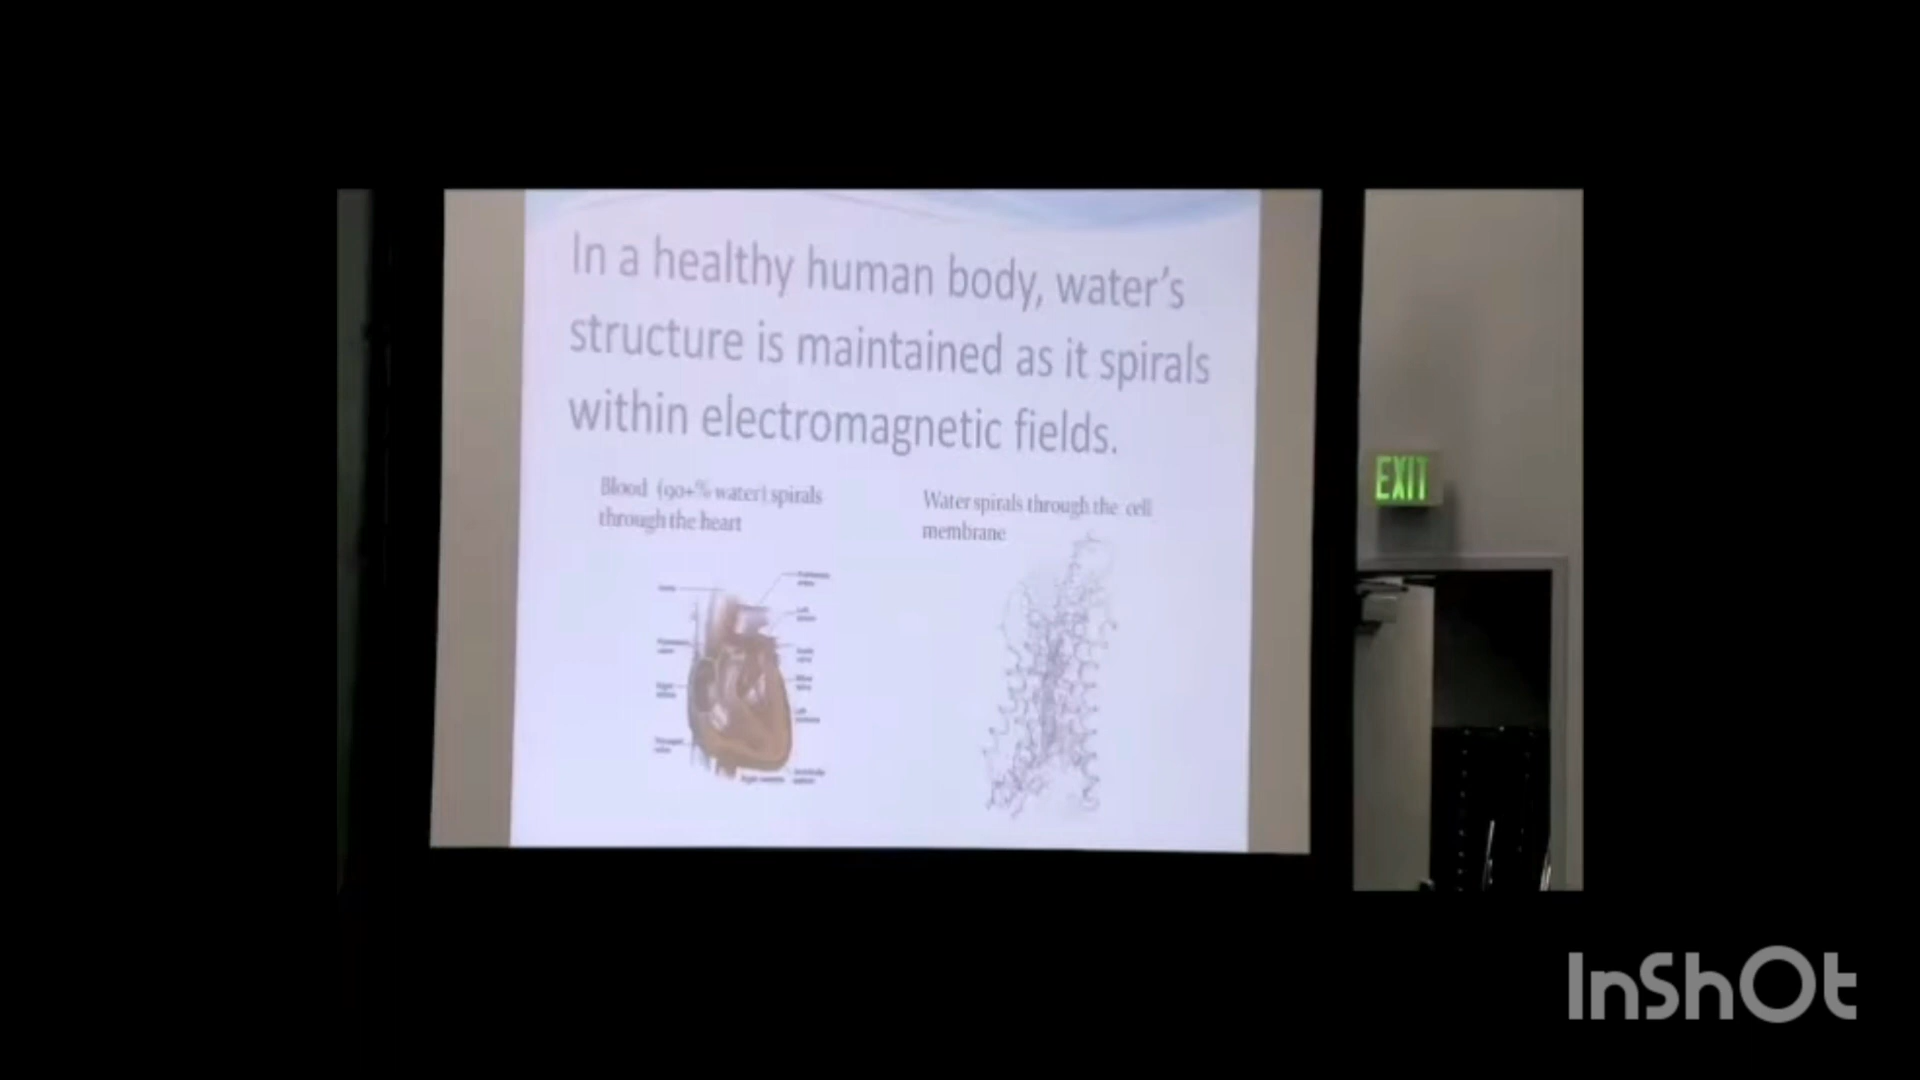 In a healthy human body, water's
structure is maintained as it spirals
within electromagnetic fields.
Blood (90+% water) spirals
through the heart
Water spirals through the cell
membrane
EXIT
InShOt